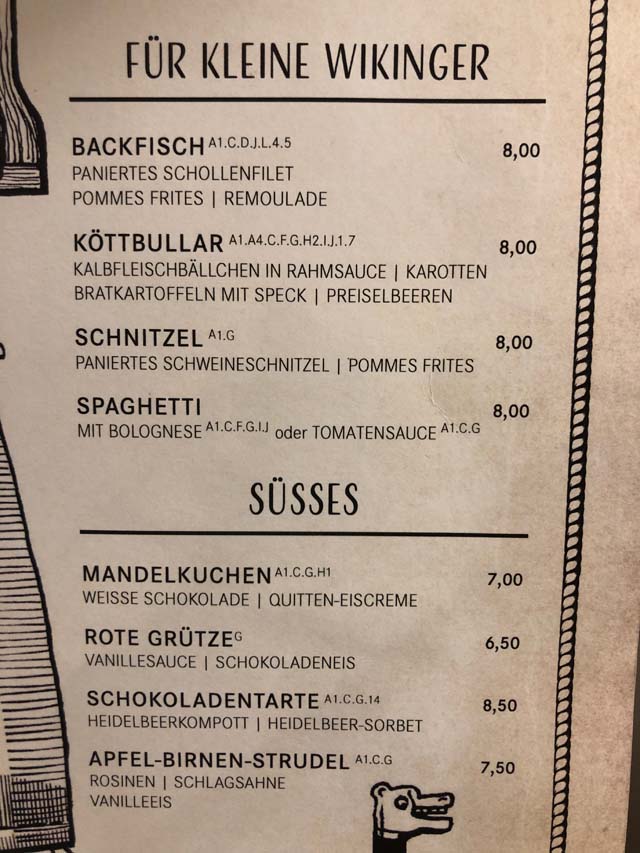 FÜR KLEINE WIKINGER
BACKFISCH A1.C.D.J.L.4.5 8,00
PANIERTES SCHOLLENFILET
POMMES FRITES | REMOULADE
KÖTTBULLAR A1.A4.C.F.G.H2.I.J.1.7 8,00
KALBFLEISCHBÄLLCHEN IN RAHMSAUCE | KAROTTEN
BRATKARTOFFELN MIT SPECK | PREISELBEEREN
SCHNITZEL A1.G 8,00
PANIERTES SCHWEINESCHNITZEL | POMMES FRITES
SPAGHETTI 8,00
MIT BOLOGNESE A1.C.F.G.I.J oder TOMATENSAUCE A1.C.G
SÜSSES
MANDELKUCHEN A1.C.G.H1 7,00
WEISSE SCHOKOLADE | QUITTEN-EISCREME
ROTE GRÜTZE G 6,50
VANILLESAUCE | SCHOKOLADENEIS
SCHOKOLADENTARTE A1.C.G.14 8,50
HEIDELBEERKOMPOTT | HEIDELBEER-SORBET
APFEL-BIRNEN-STRUDEL A1.C.G 7,50
ROSINEN | SCHLAGSAHNE
VANILLEEIS